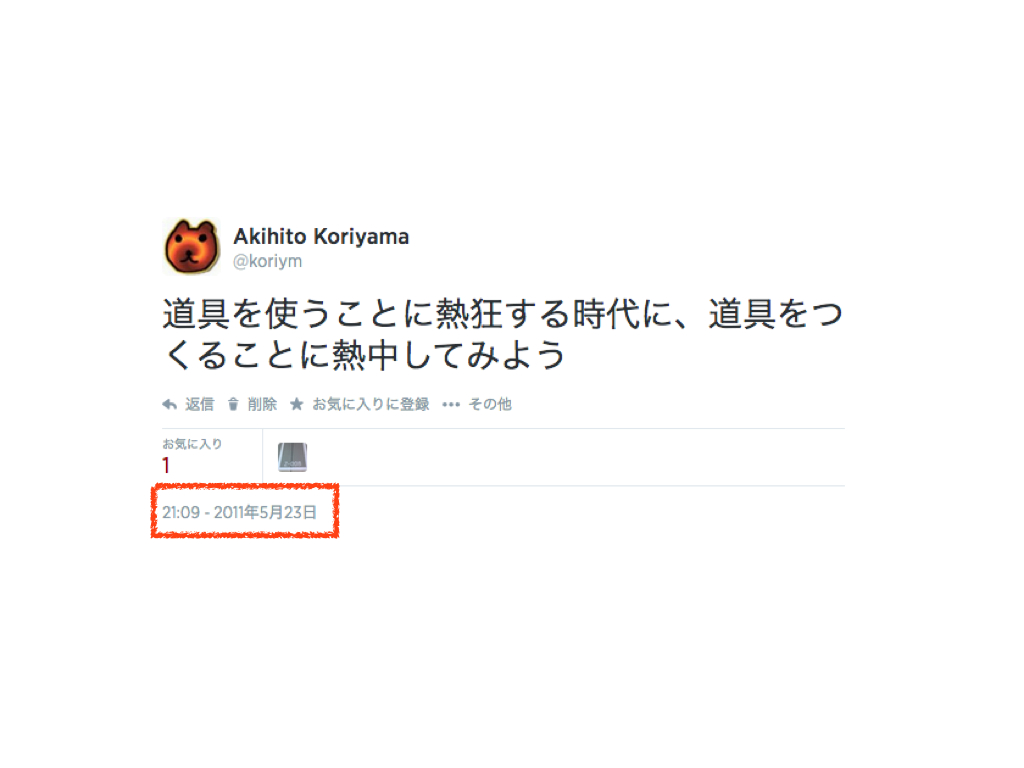 Akihito Koriyama
@koriym
道具を使うことに熱狂する時代に、道具をつ
くることに熱中してみよう
返信 削除 お気に入りに登録 その他
お気に入り
1
21:09 - 2011年5月23日